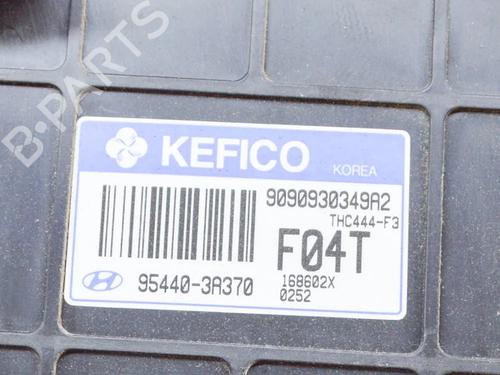 B-PARTS
KEFICO
KOREA
9090930349A2
THC444-F3
F04T
95440-3A370
168602X
0252